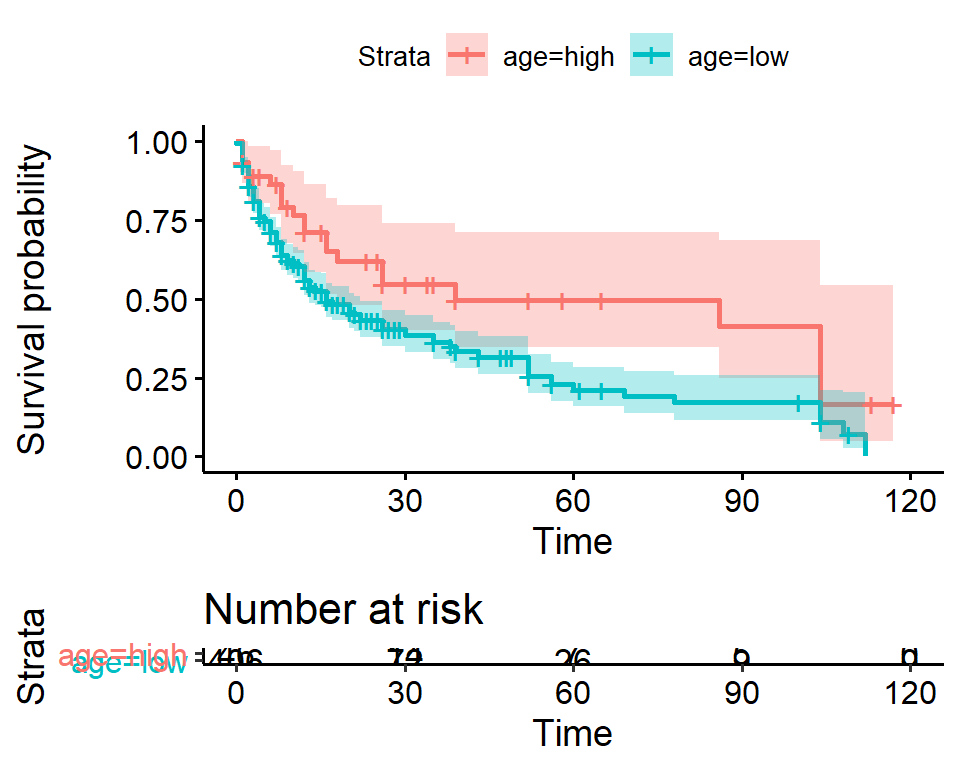 Strata age=high age=low
Survival probability
1.00
0.75
0.50
0.25
0.00
0 30 60 90 120
Time
Number at risk
Strata
age=high
age=low
0 30 60 90 120
Time